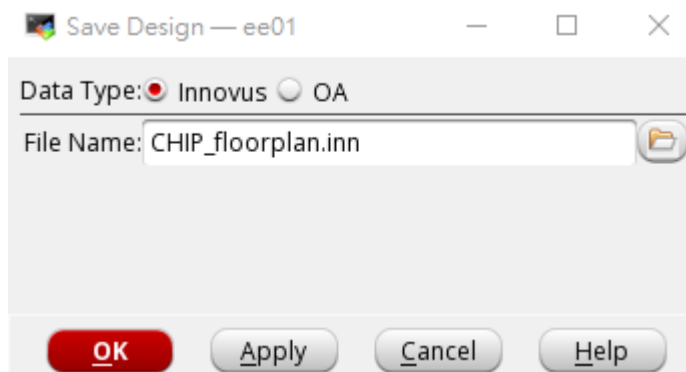 Save Design — ee01
Data Type: Innovus OA
File Name: CHIP_floorplan.inn
OK Apply Cancel Help